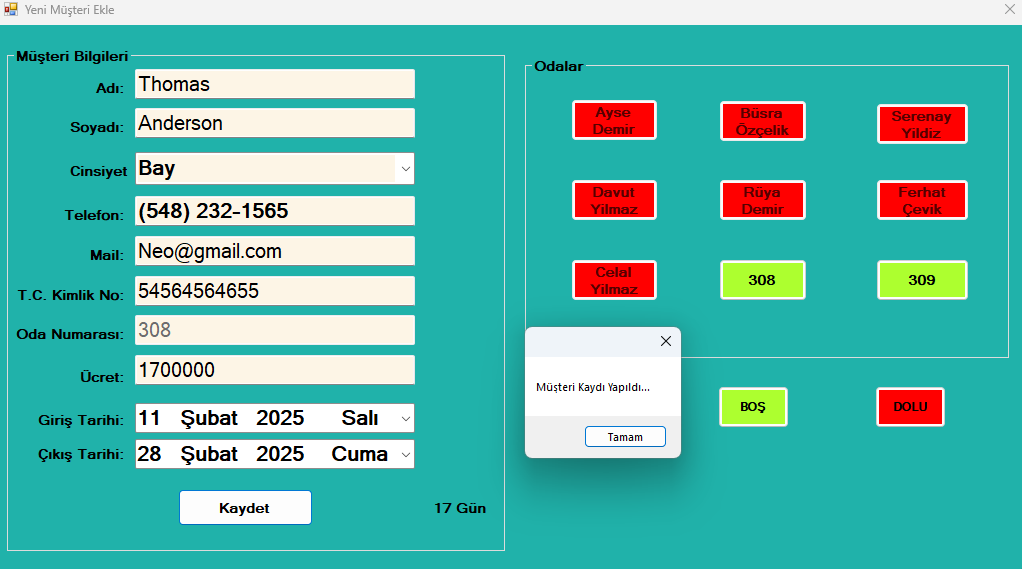 Yeni Müşteri Ekle
Müşteri Bilgileri
Adı: Thomas
Soyadı: Anderson
Cinsiyet Bay
Telefon: (548) 232-1565
Mail: Neo@gmail.com
T.C. Kimlik No: 54564564655
Oda Numarası: 308
Ücret: 1700000
Giriş Tarihi: 11 Şubat 2025 Salı
Çıkış Tarihi: 28 Şubat 2025 Cuma
Kaydet
17 Gün
Odalar
Ayse
Demir
Büsra
Özçelik
Serenay
Yildiz
Davut
Yilmaz
Rüya
Demir
Ferhat
Çevik
Celal
Yilmaz
308
309
Müşteri Kaydı Yapıldı...
Tamam
BOŞ
DOLU